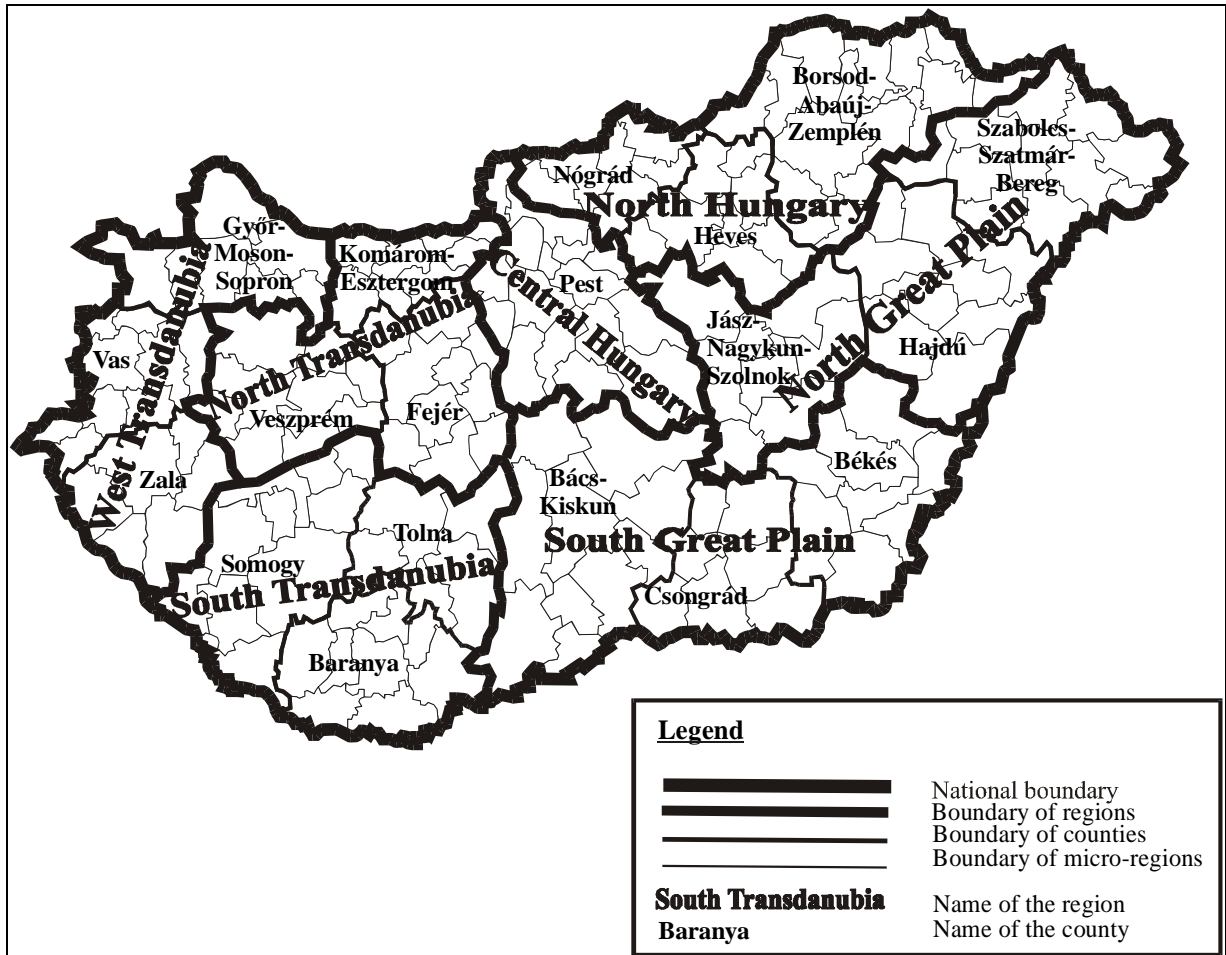 Borsod-
Abaúj-
Zemplén
Szabolcs-
Szatmár-
Bereg
Nógrád
North Hungary
Heves
Győr-
Moson-
Sopron
Komárom-
Esztergom
Pest
Central Hungary
North Great Plain
Jász-
Nagykun-
Szolnok
Hajdú
Vas
West Transdanubia
North Transdanubia
Veszprém
Fejér
Zala
Békés
Bács-
Kiskun
South Great Plain
Csongrád
Tolna
Somogy
South Transdanubia
Baranya
Legend
National boundary
Boundary of regions
Boundary of counties
Boundary of micro-regions
South Transdanubia Name of the region
Baranya Name of the county